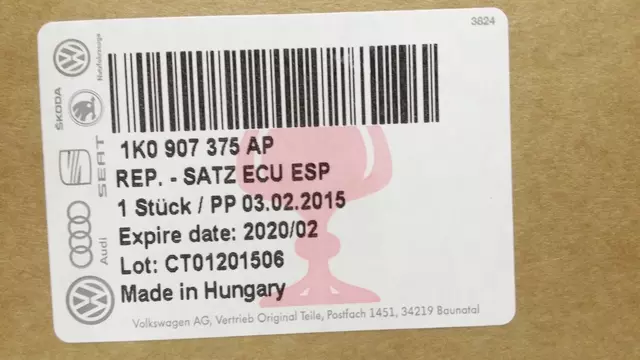 3824
1K0 907 375 AP
REP. - SATZ ECU ESP
1 Stück / PP 03.02.2015
Expire date: 2020/02
Lot: CT01201506
Made in Hungary
Volkswagen AG, Vertrieb Original Teile, Postfach 1451, 34219 Baunatal
Nutzfahrzeuge
ŠKODA
SEAT
Audi